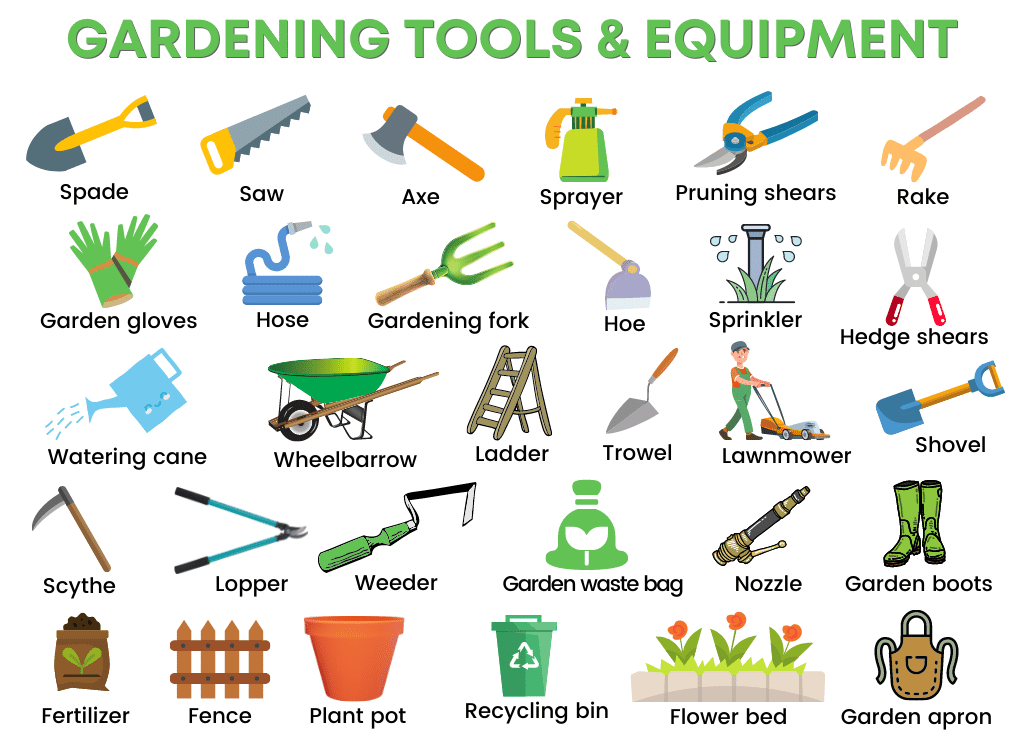 GARDENING TOOLS & EQUIPMENT
Spade
Saw
Axe
Sprayer
Pruning shears
Rake
Garden gloves
Hose
Gardening fork
Hoe
Sprinkler
Hedge shears
Watering cane
Wheelbarrow
Ladder
Trowel
Lawnmower
Shovel
Scythe
Lopper
Weeder
Garden waste bag
Nozzle
Garden boots
Fertilizer
Fence
Plant pot
Recycling bin
Flower bed
Garden apron